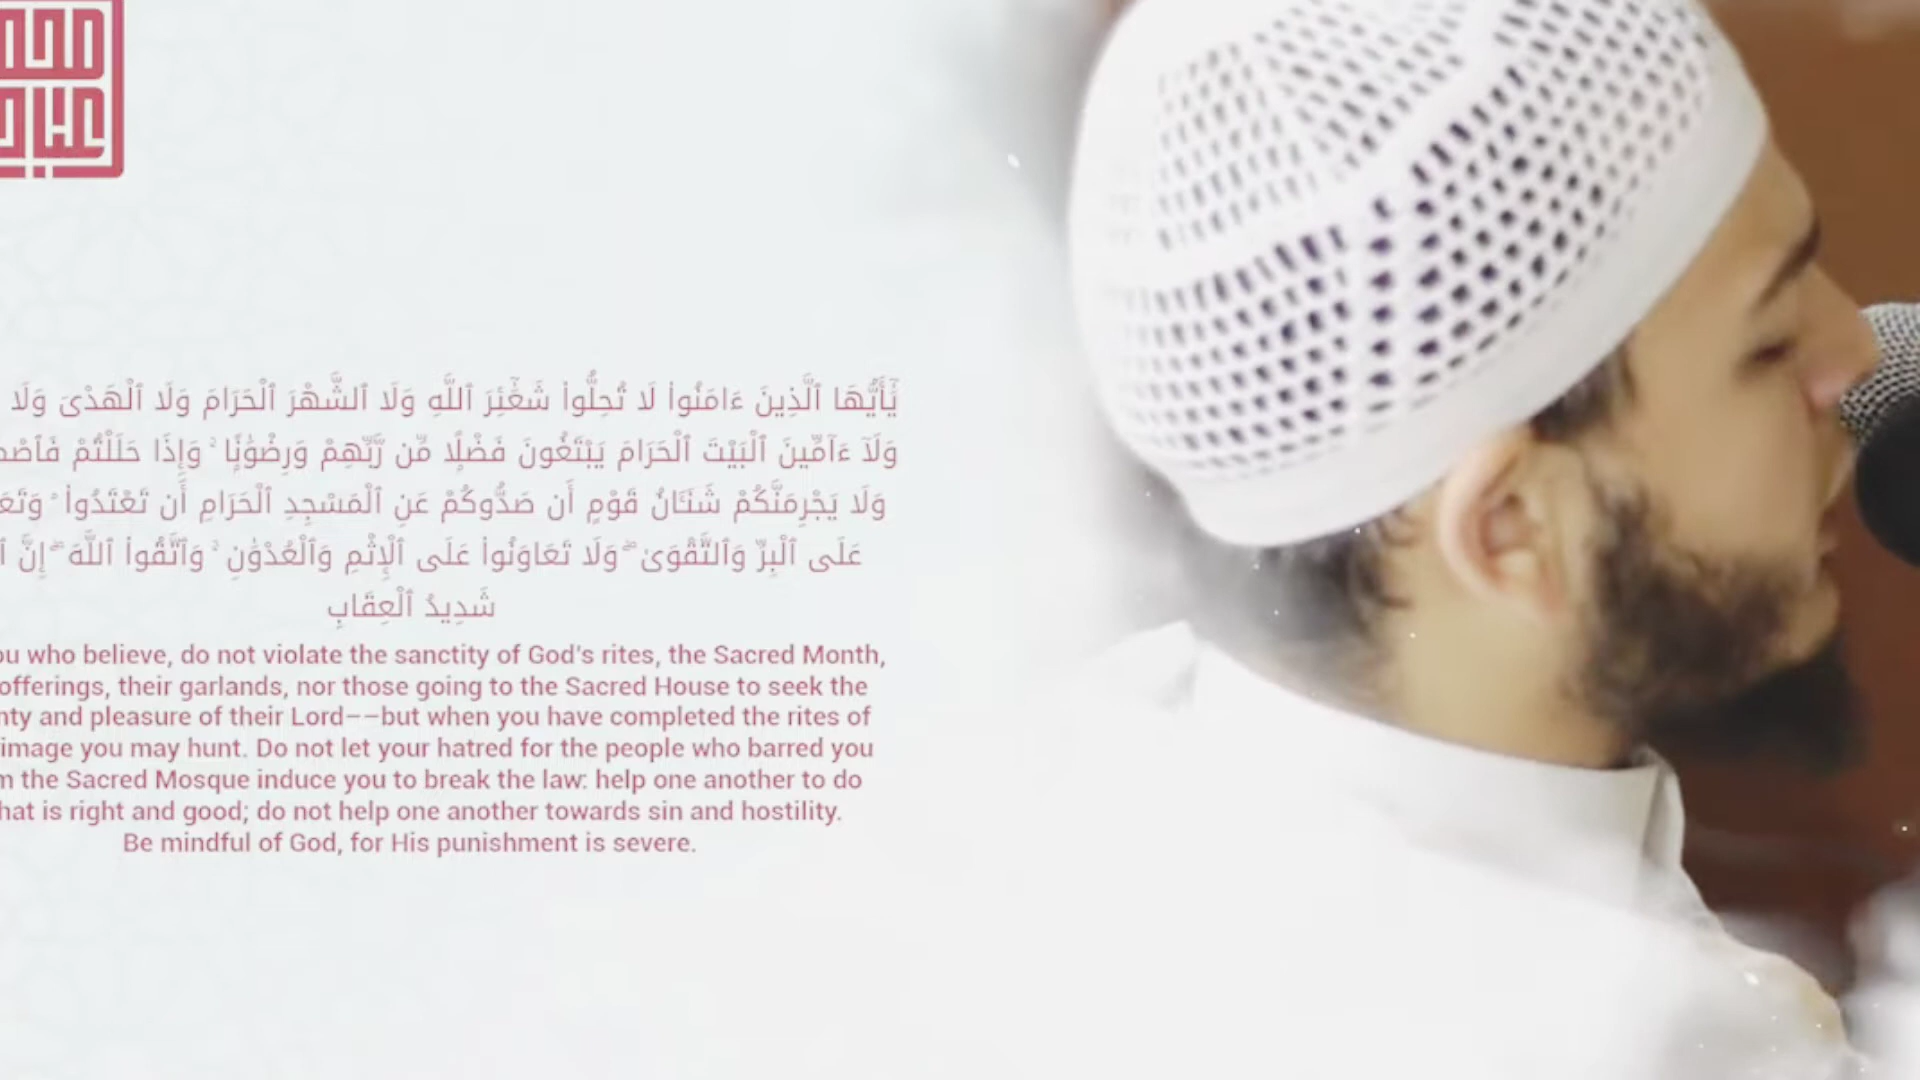 يَٰٓأَيُّهَا ٱلَّذِينَ ءَامَنُوا۟ لَا تُحِلُّوا۟ شَعَٰٓئِرَ ٱللَّهِ وَلَا ٱلشَّهْرَ ٱلْحَرَامَ وَلَا ٱلْهَدْىَ وَلَا
وَلَآ ءَآمِّينَ ٱلْبَيْتَ ٱلْحَرَامَ يَبْتَغُونَ فَضْلًا مِّن رَّبِّهِمْ وَرِضْوَٰنًا ۚ وَإِذَا حَلَلْتُمْ
وَلَا يَجْرِمَنَّكُمْ شَنَـَٔانُ قَوْمٍ أَن صَدُّوكُمْ عَنِ ٱلْمَسْجِدِ ٱلْحَرَامِ أَن تَعْتَدُوا۟ ۘ
عَلَى ٱلْبِرِّ وَٱلتَّقْوَىٰ ۖ وَلَا تَعَاوَنُوا۟ عَلَى ٱلْإِثْمِ وَٱلْعُدْوَٰنِ ۚ وَٱتَّقُوا۟ ٱللَّهَ ۖ إِنَّ
شَدِيدُ ٱلْعِقَابِ
who believe, do not violate the sanctity of God's rites, the Sacred Month,
offerings, their garlands, nor those going to the Sacred House to seek the
and pleasure of their Lord––but when you have completed the rites of
you may hunt. Do not let your hatred for the people who barred you
the Sacred Mosque induce you to break the law: help one another to do
is right and good; do not help one another towards sin and hostility.
Be mindful of God, for His punishment is severe.